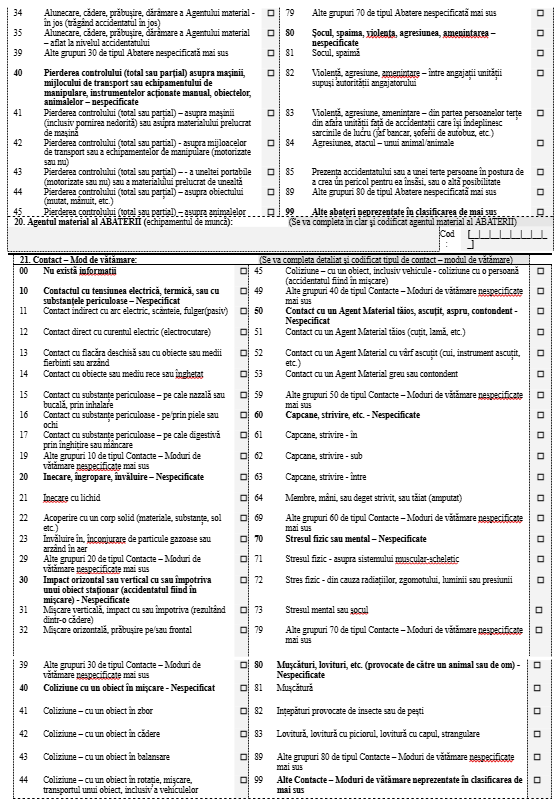 34 Alunecare, cădere, prăbușire, dărâmare a Agentului material -
în jos (trăgând accidentatul în jos)
35 Alunecare, cădere, prăbușire, dărâmare a Agentului material
– aflat la nivelul accidentatului
39 Alte grupuri 30 de tipul Abatere nespecificată mai sus
40 Pierderea controlului (total sau parțial) asupra mașinii,
mijlocului de transport sau echipamentului de
manipulare, instrumentelor acționate manual, obiectelor,
animalelor – nespecificate
41 Pierderea controlului (total sau parțial) – asupra mașinii
(inclusiv pornirea nedorită) sau asupra materialului prelucrat
de mașină
42 Pierderea controlului (total sau parțial) - asupra mijloacelor
de transport sau a echipamentelor de manipulare (motorizate
sau nu)
43 Pierderea controlului (total sau parțial) – - a uneltei portabile
(motorizate sau nu) sau a materialului prelucrat de unealtă
44 Pierderea controlului (total sau parțial) – asupra obiectului
(mutat, mânuit, etc.)
45 Pierderea controlului (total sau parțial) – asupra animalelor
79 Alte grupuri 70 de tipul Abatere nespecificată mai sus
80 Șocul, spaima, violența, agresiunea, amenintarea –
nespecificate
81 Șocul, spaimă
82 Violență, agresiune, amenintare – între angajații unității
supuși autorității angajatorului
83 Violență, agresiune, amenintare – din partea persoanelor terțe
din afara unității față de accidentații care își îndeplinesc
sarcinile de lucru (jaf bancar, șoferii de autobuz, etc.)
84 Agresiunea, atacul – unui animal/animale
85 Prezența accidentatului sau a unei terțe persoane în postura de
a crea un pericol pentru ea însăși, sau o altă posibilitate
89 Alte grupuri 80 de tipul Abatere nespecificată mai sus
99 Alte abateri neprezentate în clasificarea de mai sus
20. Agentul material al ABATERII (echipamentul de muncă): (Se va completa în clar și codificat agentul material al ABATERII)
Cod
:
[__|__|__|__|__|__|__|
_]
21. Contact – Mod de vătămare: (Se va completa detaliat și codificat tipul de contact – modul de vătămare)
00 Nu există informatii
10 Contactul cu tensiunea electrică, termică, sau cu
substanțele periculoase – Nespecificat
11 Contact indirect cu arc electric, scânteie, fulger(pasiv)
12 Contact direct cu curentul electric (electrocutare)
13 Contact cu flacăra deschisă sau cu obiecte sau medii
fierbinti sau arzând
14 Contact cu obiecte sau mediu rece sau înghețat
15 Contact cu substanțe periculoase – pe cale nazală sau
bucală, prin inhalare
16 Contact cu substanțe periculoase - pe/prin piele sau
ochi
17 Contact cu substanțe periculoase – pe cale digestivă
prin înghițire sau mâncare
19 Alte grupuri 10 de tipul Contacte – Moduri de
vătămare nespecificate mai sus
20 Inecare, îngropare, învăluire – Nespecificate
21 Inecare cu lichid
22 Acoperire cu un corp solid (materiale, substanțe, sol
etc.)
23 Invăluire în, înconjurare de particule gazoase sau
arzând în aer
29 Alte grupuri 20 de tipul Contacte – Moduri de
vătămare nespecificate mai sus
30 Impact orizontal sau vertical cu sau împotriva
unui obiect staționar (accidentatul fiind în
mișcare) - Nespecificat
31 Mișcare verticală, impact cu sau împotriva (rezultând
dintr-o cădere)
32 Mișcare orizontală, prăbușire pe/sau frontal
45 Coliziune – cu un obiect, inclusiv vehicule - coliziune cu o persoană
(accidentatul fiind în mișcare)
49 Alte grupuri 40 de tipul Contacte – Moduri de vătămare nespecificate
mai sus
50 Contact cu un Agent Material tăios, ascuțit, aspru, contondent -
Nespecificat
51 Contact cu un Agent Material tăios (cuțit, lamă, etc.)
52 Contact cu un Agent Material cu vârf ascuțit (cui, instrument ascuțit,
etc.)
53 Contact cu un Agent Material greu sau contondent
59 Alte grupuri 50 de tipul Contacte – Moduri de vătămare nespecificate
mai sus
60 Capcane, strivire, etc. - Nespecificate
61 Capcane, strivire - în
62 Capcane, strivire - sub
63 Capcane, strivire - între
64 Membre, mâni, sau deget strivit, sau tăiat (amputat)
69 Alte grupuri 60 de tipul Contacte – Moduri de vătămare nespecificate
mai sus
70 Stresul fizic sau mental – Nespecificate
71 Stresul fizic - asupra sistemului muscular-scheletic
72 Stres fizic - din cauza radiațiilor, zgomotului, luminii sau presiunii
73 Stresul mental sau șocul
79 Alte grupuri 70 de tipul Contacte – Moduri de vătămare nespecificate
mai sus
39 Alte grupuri 30 de tipul Contacte – Moduri de
vătămare nespecificate mai sus
40 Coliziune cu un obiect în mișcare - Nespecificat
41 Coliziune – cu un obiect în zbor
42 Coliziune – cu un obiect în cădere
43 Coliziune – cu un obiect în balansare
44 Coliziune – cu un obiect în rotație, mișcare,
transportul unui obiect, inclusiv a vehiculelor
80 Mușcături, lovituri, etc. (provocate de către un animal sau de om) -
Nespecificate
81 Mușcătură
82 Ințepături provocate de insecte sau de pești
83 Lovitură, lovitură cu piciorul, lovitură cu capul, strangulare
89 Alte grupuri 80 de tipul Contacte – Moduri de vătămare nespecificate
mai sus
99 Alte Contacte – Moduri de vătămare neprezentate în clasificarea de
mai sus